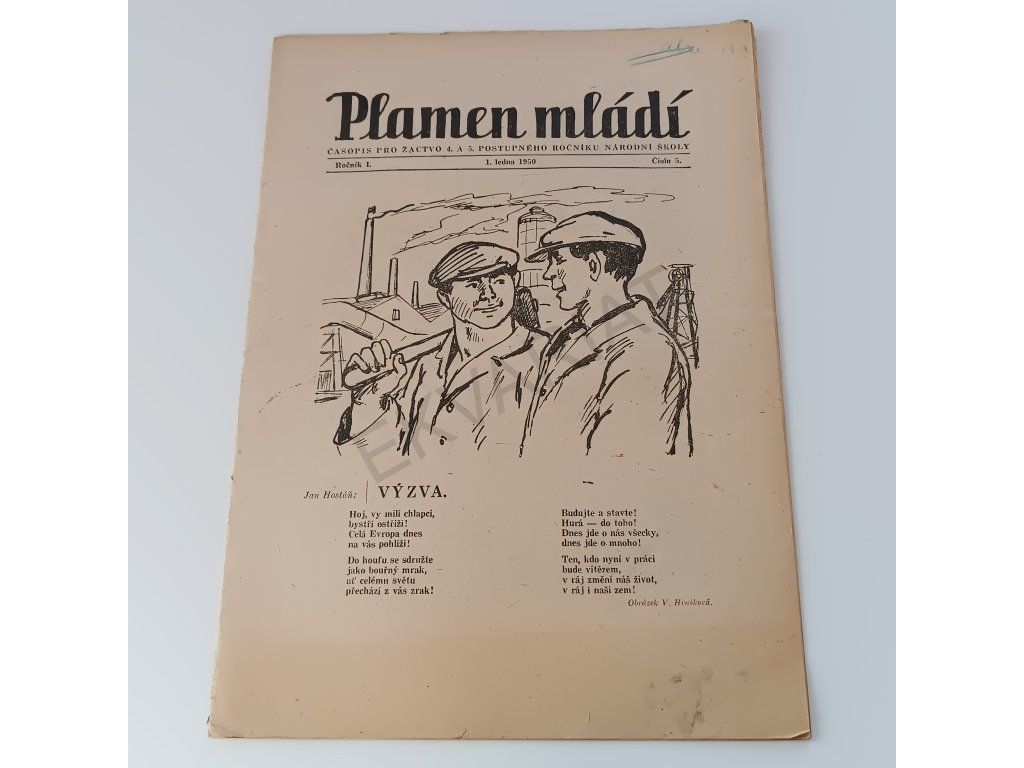 Plamen mládí
ČASOPIS PRO ŽACTVO 4. A 5. POSTUPNÉHO ROČNÍKU NÁRODNÍ ŠKOLY
Ročník I. 1. ledna 1950 Číslo 5.
EKVARIAT
Jan Hostáň: VÝZVA.
Hoj, vy milí chlapci,
bystří ostříži!
Celá Evropa dnes
na vás pohlíží!
Do houfu se sdružte
jako bouřný mrak,
ať celému světu
přechází z vás zrak!
Budujte a stavte!
Hurá — do toho!
Dnes jde o nás všecky,
dnes jde o mnoho!
Ten, kdo nyní v práci
bude vítězem,
v ráj změní náš život,
v ráj i naši zem!
Obrázek V. Hrušková.